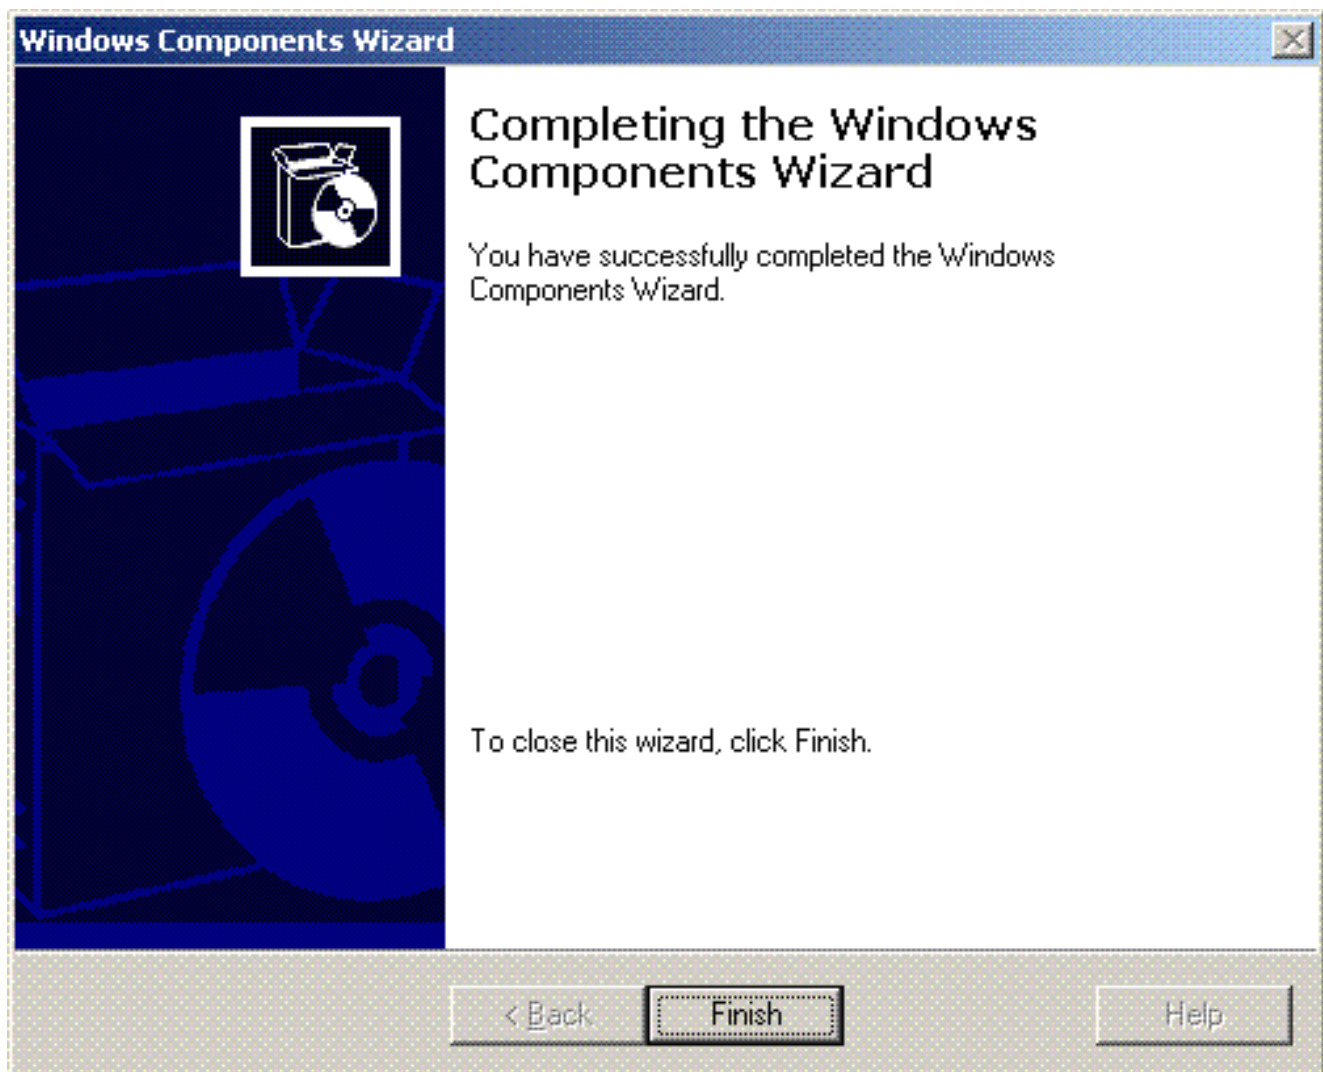 Windows Components Wizard
Completing the Windows
Components Wizard
You have successfully completed the Windows
Components Wizard.
To close this wizard, click Finish.
< Back
Finish
Help